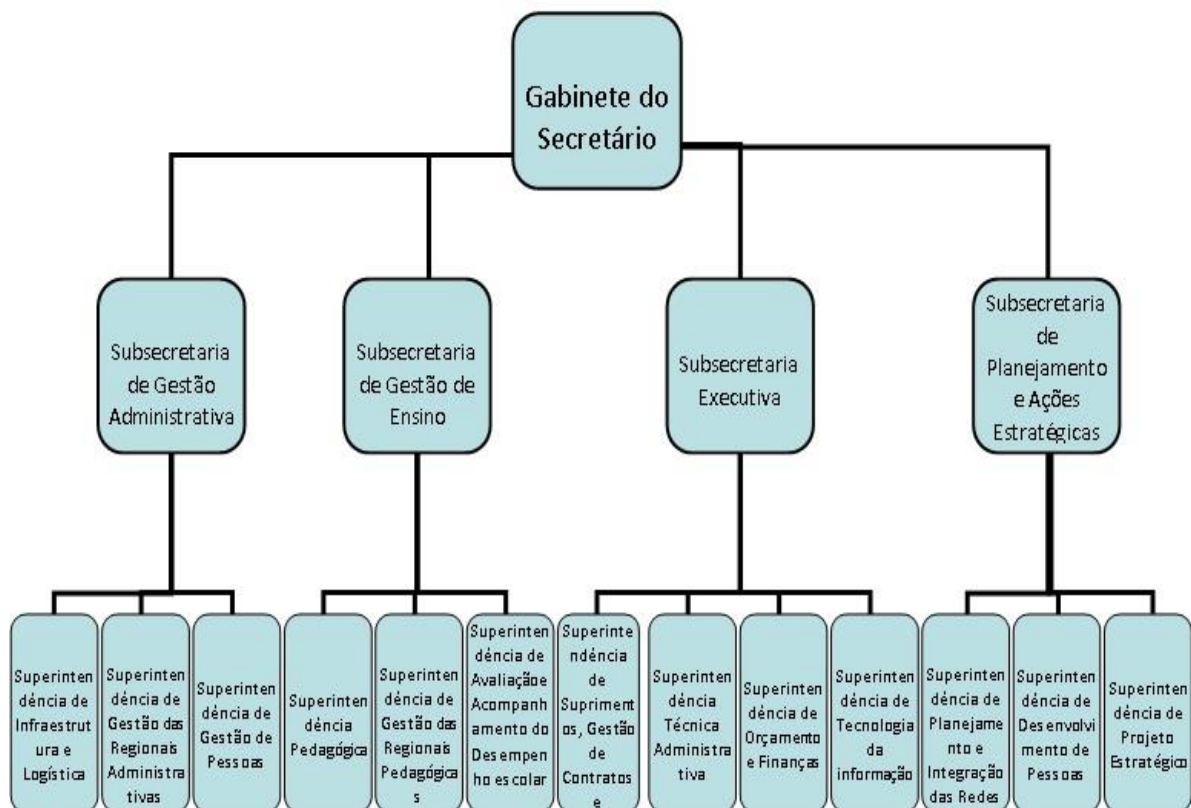 Gabinete do
Secretário
Subsecretaria
de Gestão
Administrativa
Subsecretaria
de Gestão de
Ensino
Subsecretaria
Executiva
Subsecretaria
de
Planejamento
e Ações
Estratégicas
Superinten
dência de
Infraestrut
ura e
Logística
Superinten
dência de
Gestão das
Regionais
Administra
tivas
Superinten
dência de
Gestão de
Pessoas
Superinten
dência
Pedagógica
Superinten
dência de
Gestão das
Regionais
Pedagógica
s
Superinten
dência de
Avaliação e
Acompanh
amento do
Desempen
ho escolar
Superinte
ndência
de
Suprimen
tos, Gestão
de
Contratos
e
Superinten
dência
Técnica
Administra
tiva
Superinten
dência de
Orçamento
e Finanças
Superinten
dência de
Tecnologia
da
informação
Superinten
dência de
Planejame
nto e
Integração
das Redes
Superinten
dência de
Desenvolvi
mento de
Pessoas
Superinten
dência de
Projeto
Estratégico